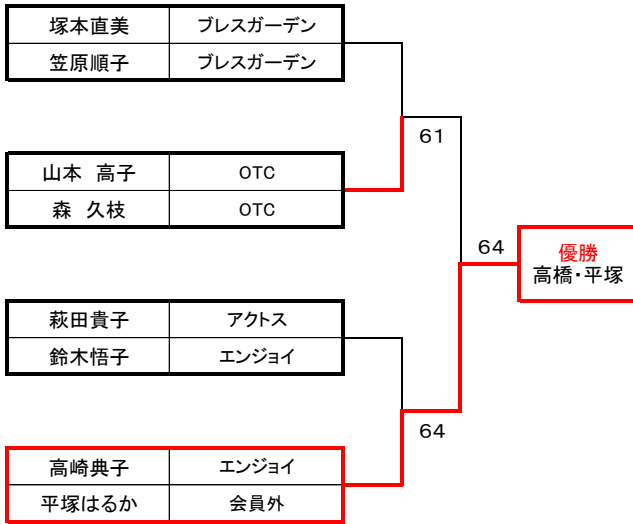 塚本直美 ブレスガーデン
笠原順子 ブレスガーデン
61
山本 高子 OTC
森 久枝 OTC
64
優勝
高橋・平塚
萩田貴子 アクトス
鈴木悟子 エンジョイ
64
高崎典子 エンジョイ
平塚はるか 会員外